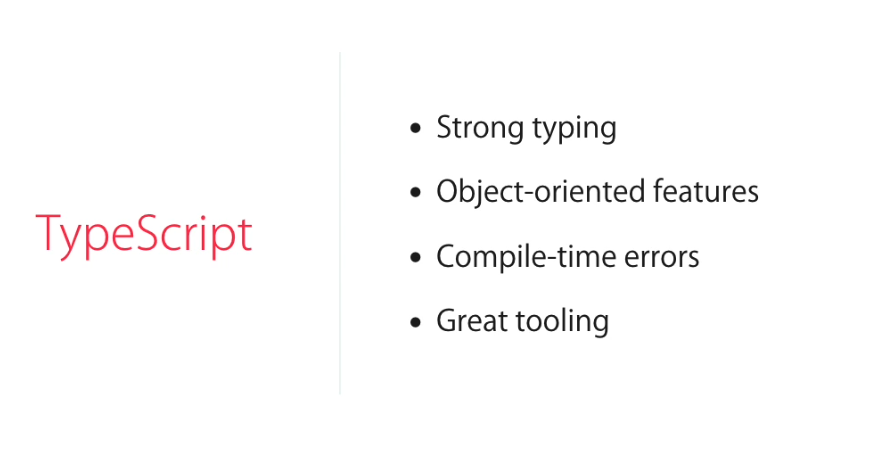 TypeScript
• Strong typing
• Object-oriented features
• Compile-time errors
• Great tooling